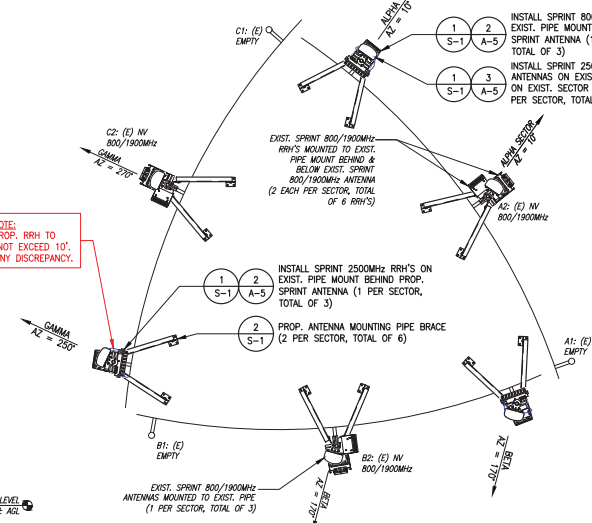 C1: (E)
EMPTY
ALPHA
AZ = 10°
1
S-1
2
A-5
INSTALL SPRINT
EXIST. PIPE MOUNT
SPRINT ANTENNA
TOTAL OF 3)
1
S-1
3
A-5
INSTALL SPRINT
ANTENNAS ON
ON EXIST. SECTOR
PER SECTOR,
C2: (E) NV
800/1900MHz
GAMMA
AZ = 270°
EXIST. SPRINT 800/1900MHz
RRH'S MOUNTED TO EXIST.
PIPE MOUNT BEHIND &
BELOW EXIST. SPRINT
800/1900MHz ANTENNA
(2 EACH PER SECTOR, TOTAL
OF 6 RRH'S)
ALPHA SECTOR
AZ = 10°
A2: (E) NV
800/1900MHz
PROP. RRH TO
NOT EXCEED 10'.
ANY DISCREPANCY.
1
S-1
2
A-5
INSTALL SPRINT 2500MHz RRH'S ON
EXIST. PIPE MOUNT BEHIND PROP.
SPRINT ANTENNA (1 PER SECTOR,
TOTAL OF 3)
2
S-1
PROP. ANTENNA MOUNTING PIPE BRACE
(2 PER SECTOR, TOTAL OF 6)
GAMMA
AZ = 250°
A1: (E)
EMPTY
B1: (E)
EMPTY
B2: (E) NV
800/1900MHz
BETA
AZ = 170°
EXIST. SPRINT 800/1900MHz
ANTENNAS MOUNTED TO EXIST. PIPE
(1 PER SECTOR, TOTAL OF 3)
BETA
AZ = 170°
LEVEL
AGL